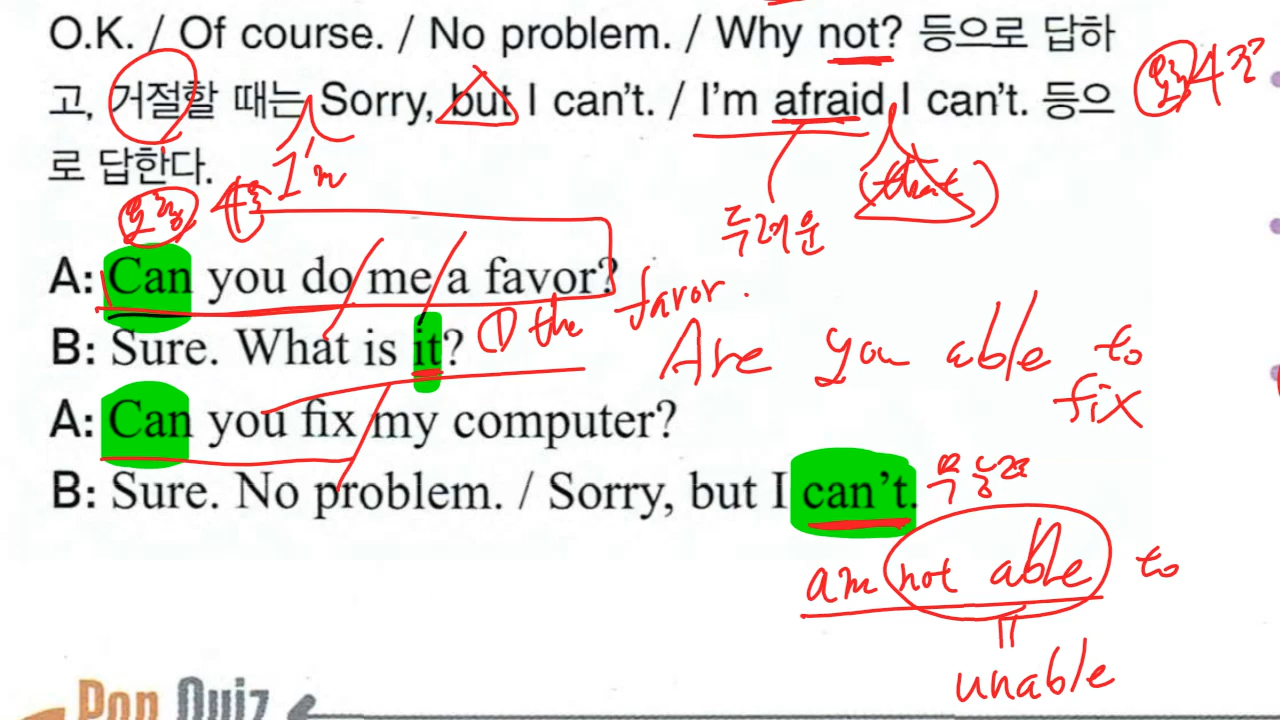 O.K. / Of course. / No problem. / Why not? 등으로 답하
고, 거절할 때는 Sorry, but I can't. / I'm afraid I can't. 등으
로 답한다.
I'm
(that)
두려운
A: Can you do me a favor?
B: Sure. What is it?
① the favor.
Are you able to
fix
A: Can you fix my computer?
B: Sure. No problem. / Sorry, but I can't.
am not able to
unable
Pop Quiz